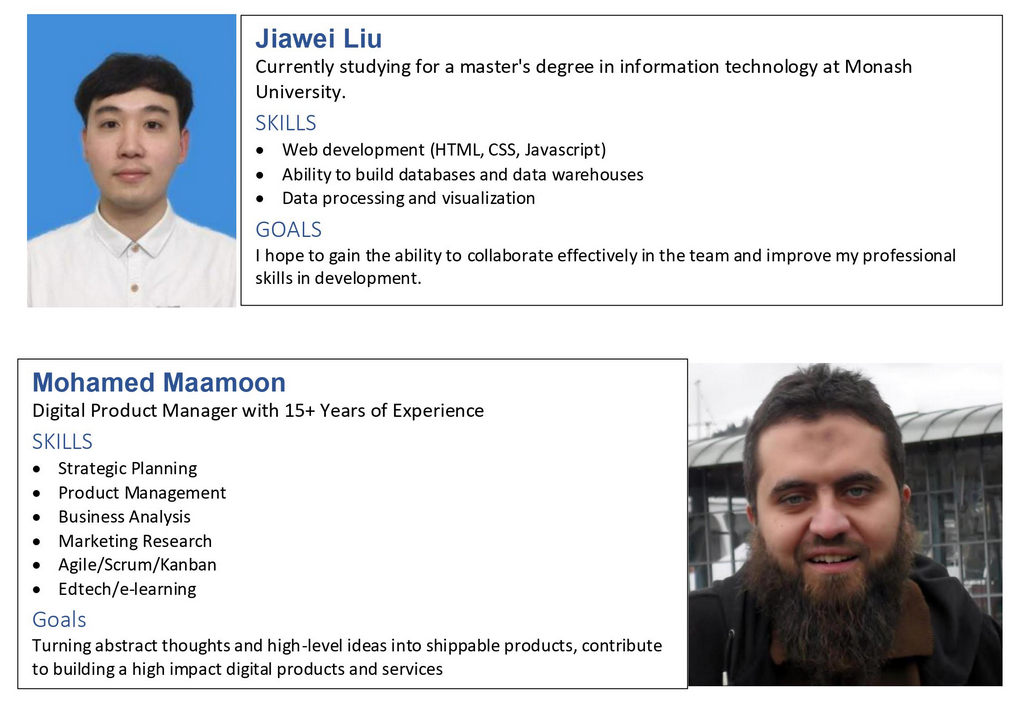 Jiawei Liu
Currently studying for a master's degree in information technology at Monash
University.
SKILLS
• Web development (HTML, CSS, Javascript)
• Ability to build databases and data warehouses
• Data processing and visualization
GOALS
I hope to gain the ability to collaborate effectively in the team and improve my professional
skills in development.
Mohamed Maamoon
Digital Product Manager with 15+ Years of Experience
SKILLS
• Strategic Planning
• Product Management
• Business Analysis
• Marketing Research
• Agile/Scrum/Kanban
• Edtech/e-learning
Goals
Turning abstract thoughts and high-level ideas into shippable products, contribute
to building a high impact digital products and services